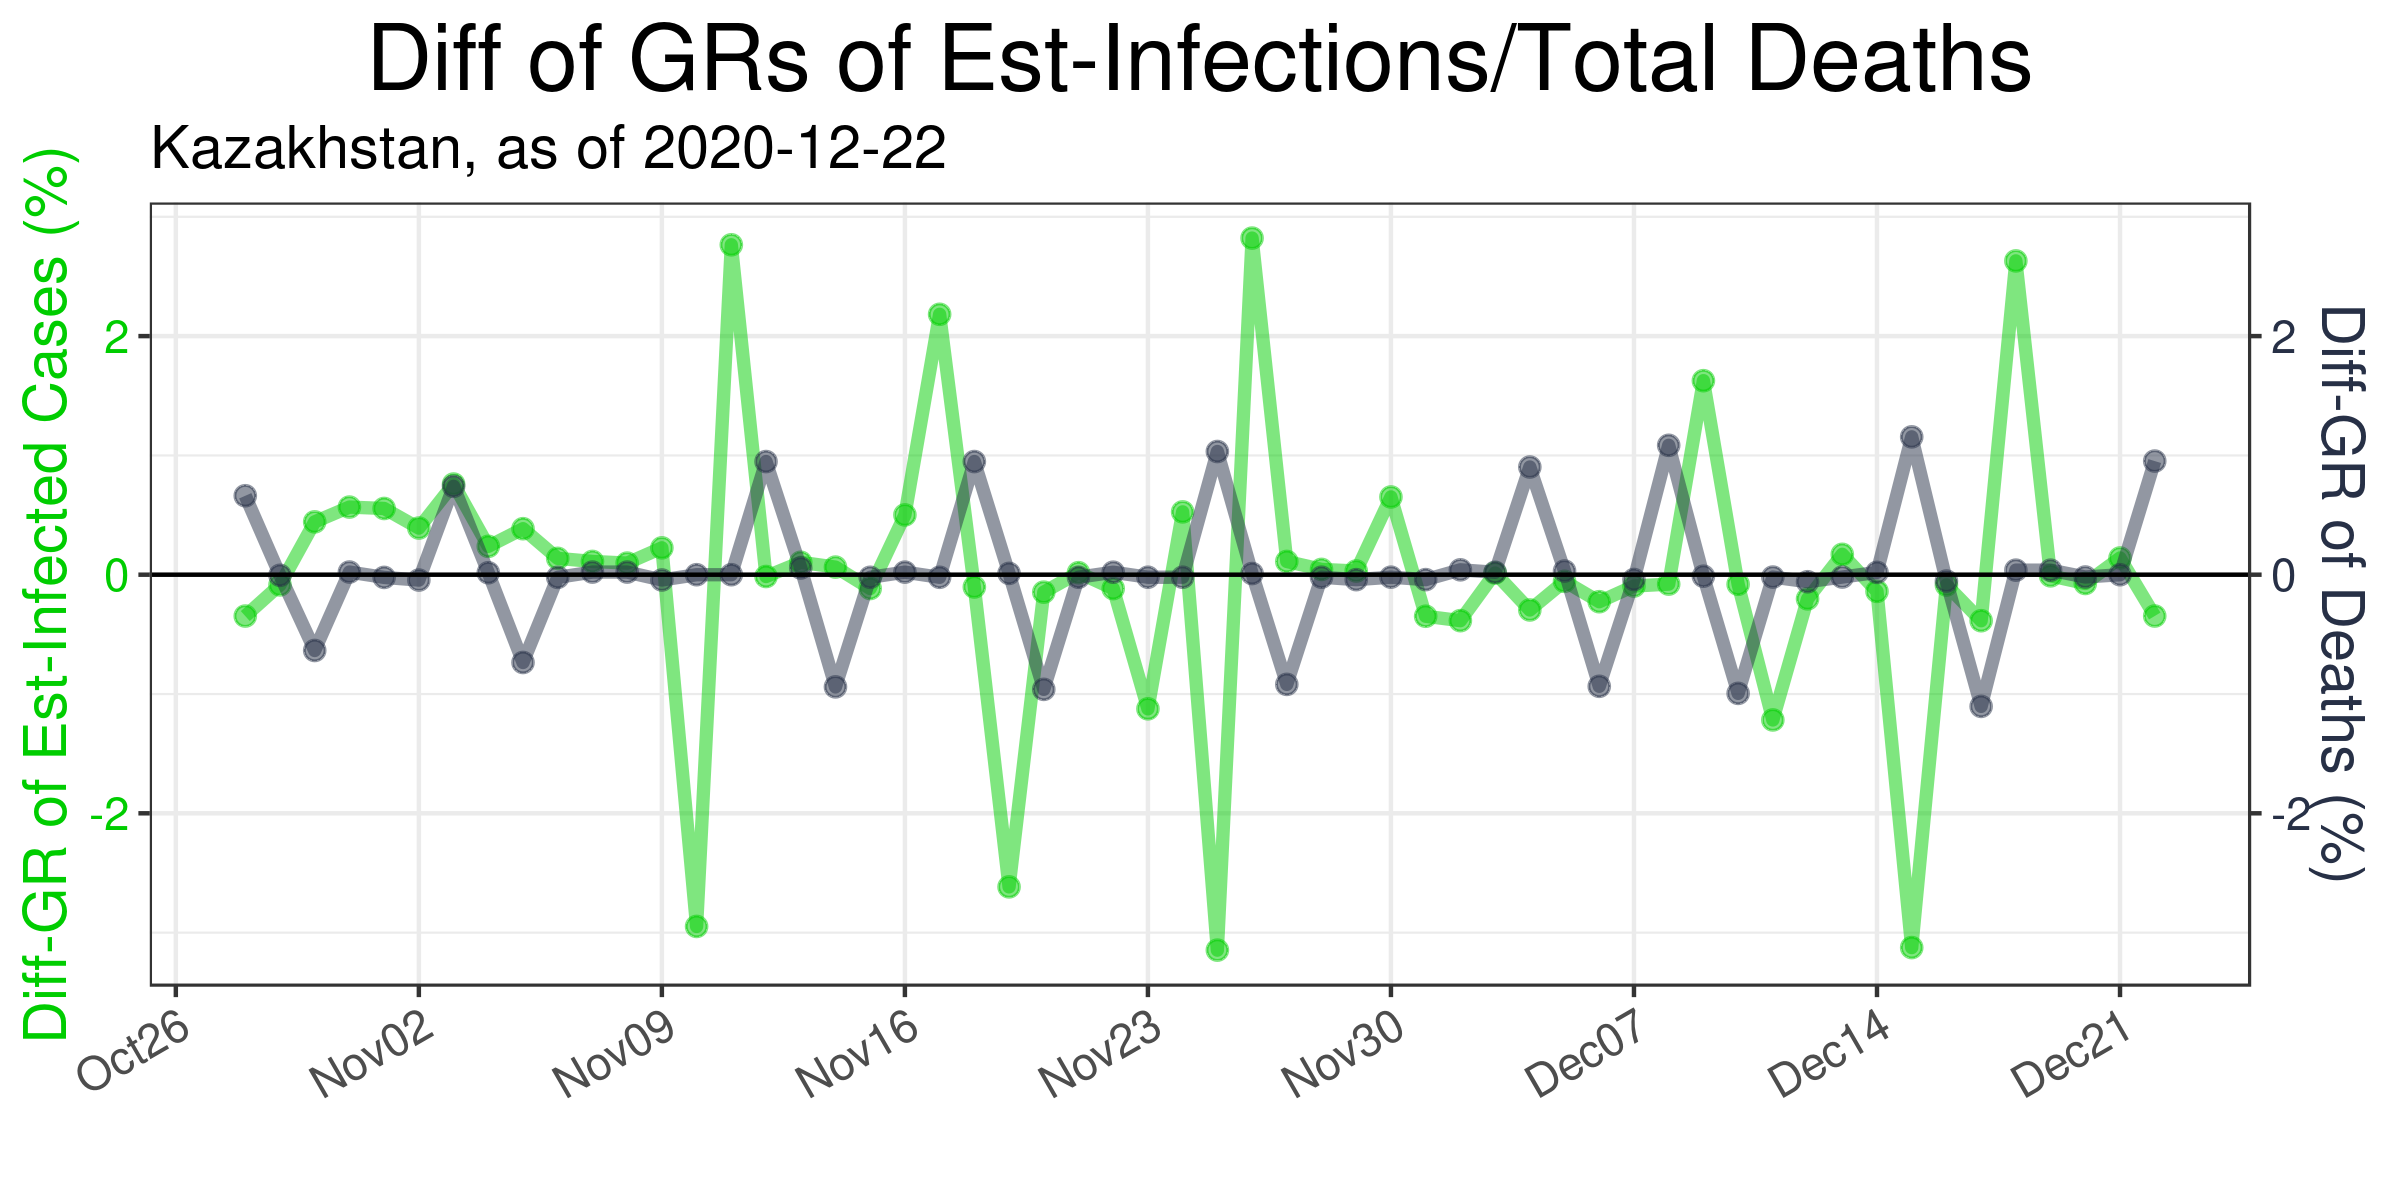 Diff of GRs of Est-Infections/Total Deaths
Kazakhstan, as of 2020-12-22
Diff-GR of Est-Infected Cases (%)
2
0
-2
2
0
-2
Diff-GR of Deaths (%)
Oct26
Nov02
Nov09
Nov16
Nov23
Nov30
Dec07
Dec14
Dec21